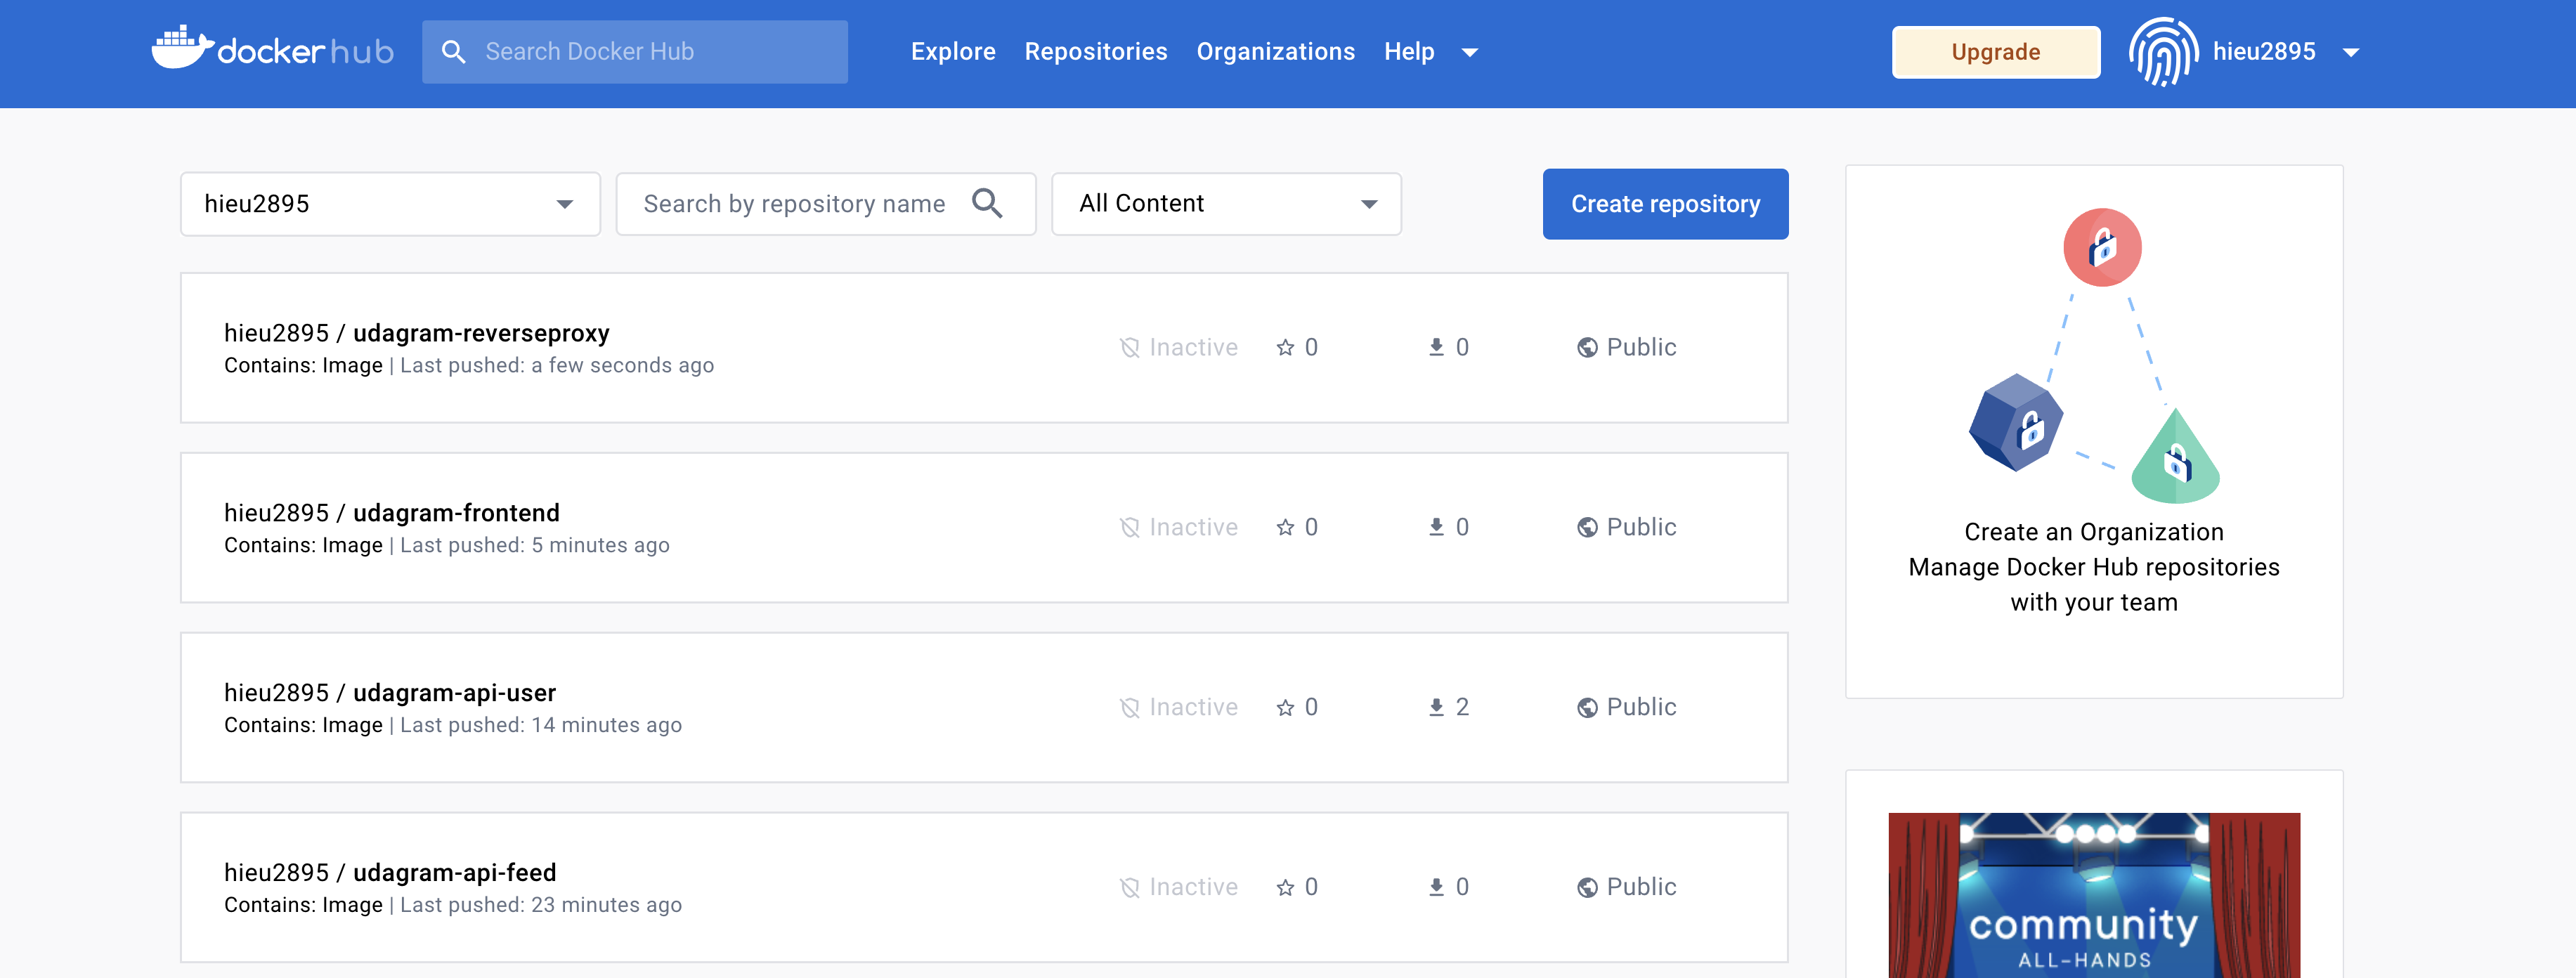 dockerhub
Search Docker Hub
Explore Repositories Organizations Help
Upgrade
hieu2895
hieu2895
Search by repository name
All Content
Create repository
hieu2895 / udagram-reverseproxy
Contains: Image | Last pushed: a few seconds ago
Inactive 0 0 Public
hieu2895 / udagram-frontend
Contains: Image | Last pushed: 5 minutes ago
Inactive 0 0 Public
hieu2895 / udagram-api-user
Contains: Image | Last pushed: 14 minutes ago
Inactive 0 2 Public
hieu2895 / udagram-api-feed
Contains: Image | Last pushed: 23 minutes ago
Inactive 0 0 Public
Create an Organization
Manage Docker Hub repositories
with your team
community
ALL-HANDS